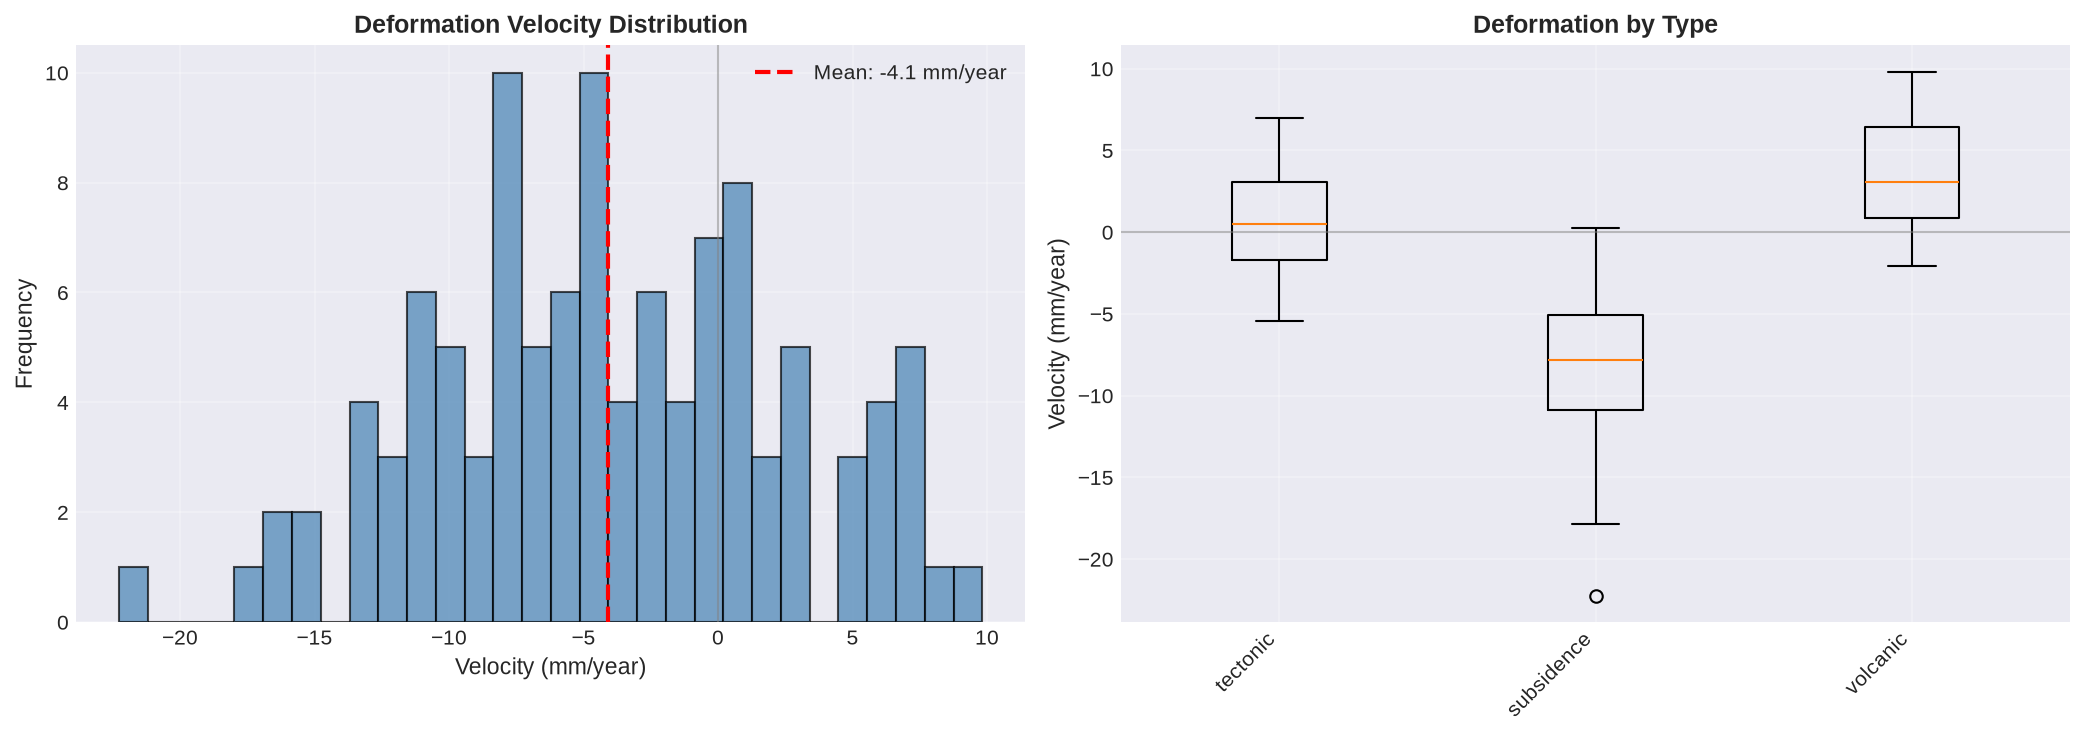 Deformation Velocity Distribution
Mean: -4.1 mm/year
Frequency
10
8
6
4
2
0
−20
−15
−10
−5
0
5
10
Velocity (mm/year)
Deformation by Type
Velocity (mm/year)
10
5
0
−5
−10
−15
−20
tectonic
subsidence
volcanic